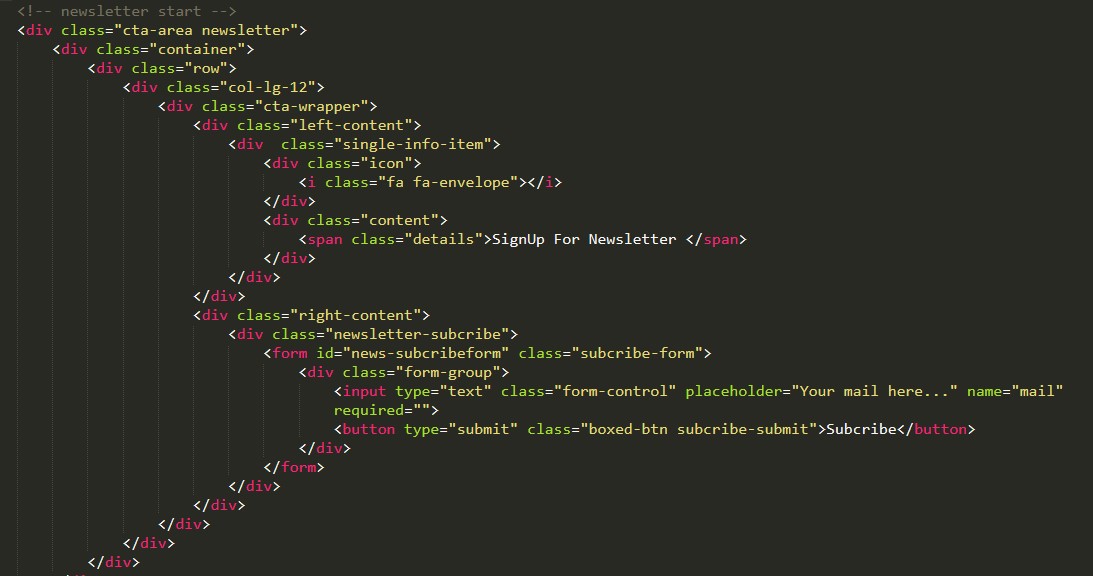 <!-- newsletter start -->
<div class="cta-area newsletter">
<div class="container">
<div class="row">
<div class="col-lg-12">
<div class="cta-wrapper">
<div class="left-content">
<div  class="single-info-item">
<div class="icon">
<i class="fa fa-envelope"></i>
</div>
<div class="content">
<span class="details">SignUp For Newsletter </span>
</div>
</div>
</div>
<div class="right-content">
<div class="newsletter-subcribe">
<form id="news-subcribeform" class="subcribe-form">
<div class="form-group">
<input type="text" class="form-control" placeholder="Your mail here..." name="mail"
required="">
<button type="submit" class="boxed-btn subcribe-submit">Subcribe</button>
</div>
</form>
</div>
</div>
</div>
</div>
</div>